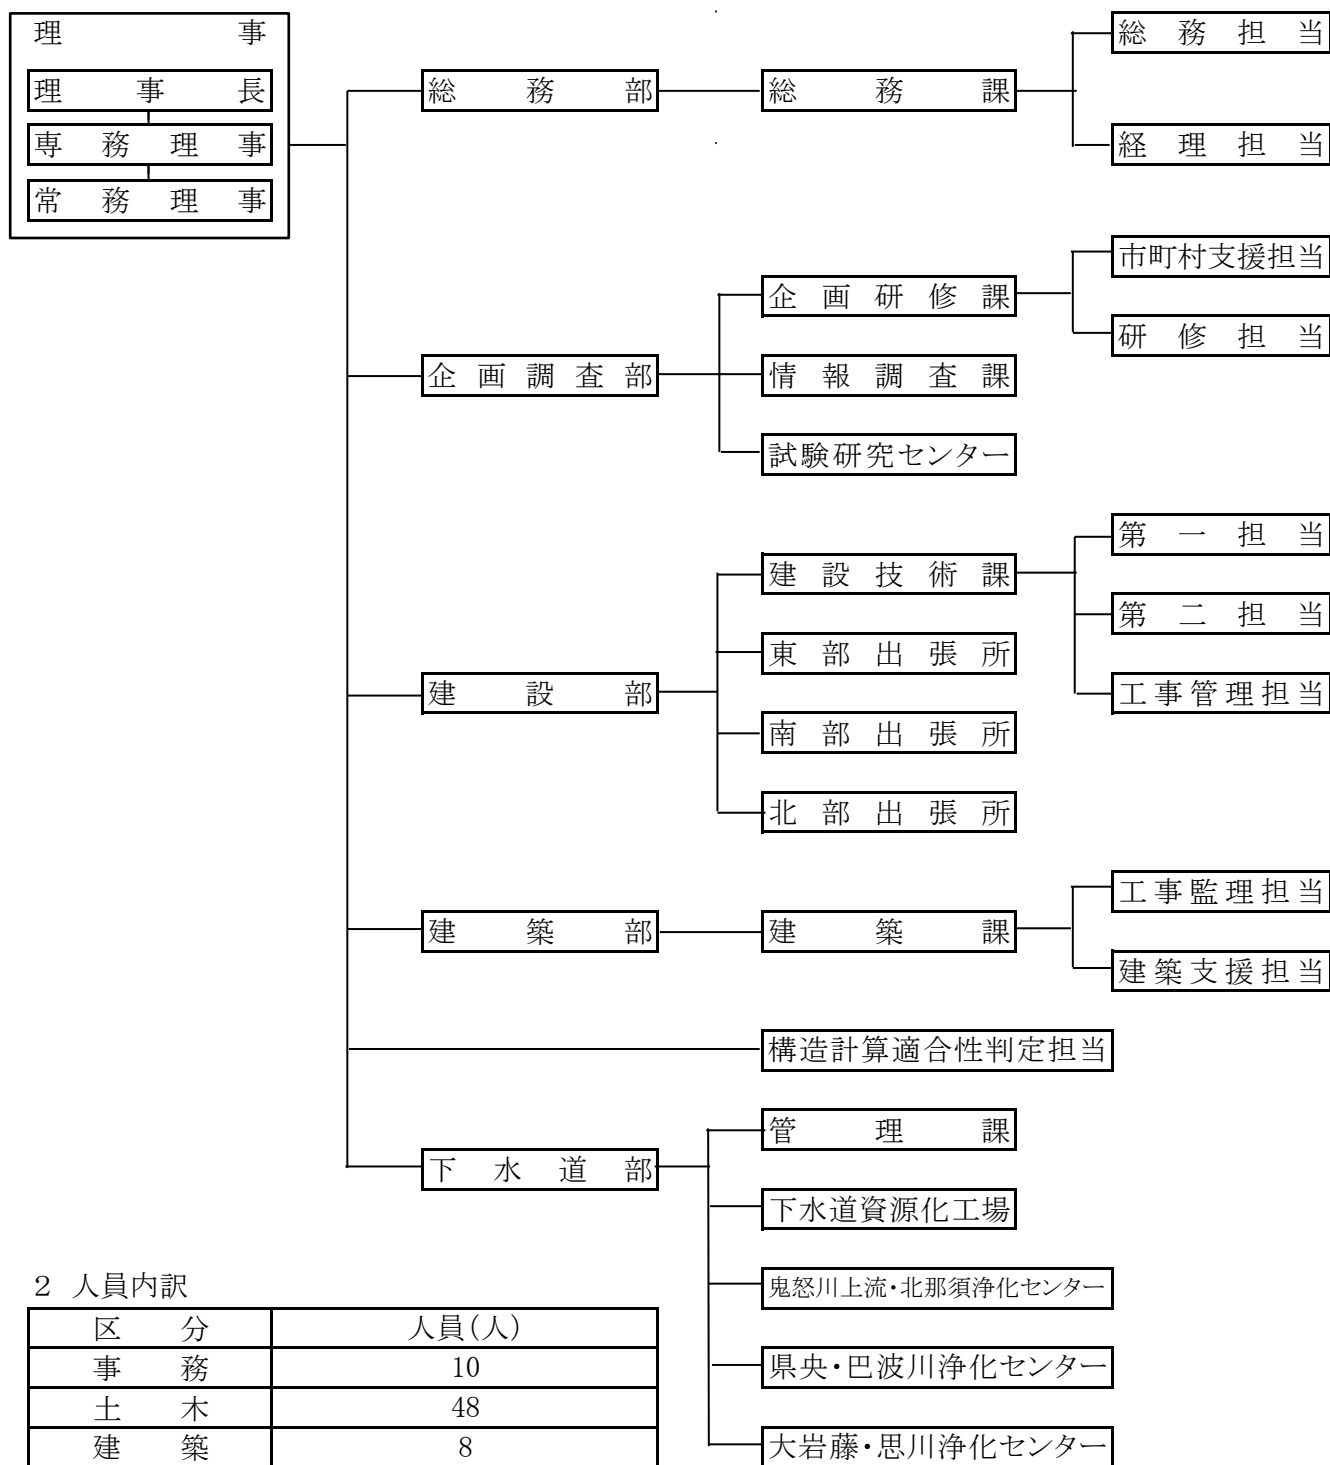 理事
理事長
専務理事
常務理事
総務部
総務課
総務担当
経理担当
企画調査部
企画研修課
市町村支援担当
研修担当
情報調査課
試験研究センター
建設部
建設技術課
第一担当
第二担当
工事管理担当
東部出張所
南部出張所
北部出張所
建築部
建築課
工事監理担当
建築支援担当
構造計算適合性判定担当
下水道部
管理課
下水道資源化工場
鬼怒川上流・北那須浄化センター
県央・巴波川浄化センター
大岩藤・思川浄化センター
２ 人員内訳
区分 人員(人)
事務 10
土木 48
建築 8